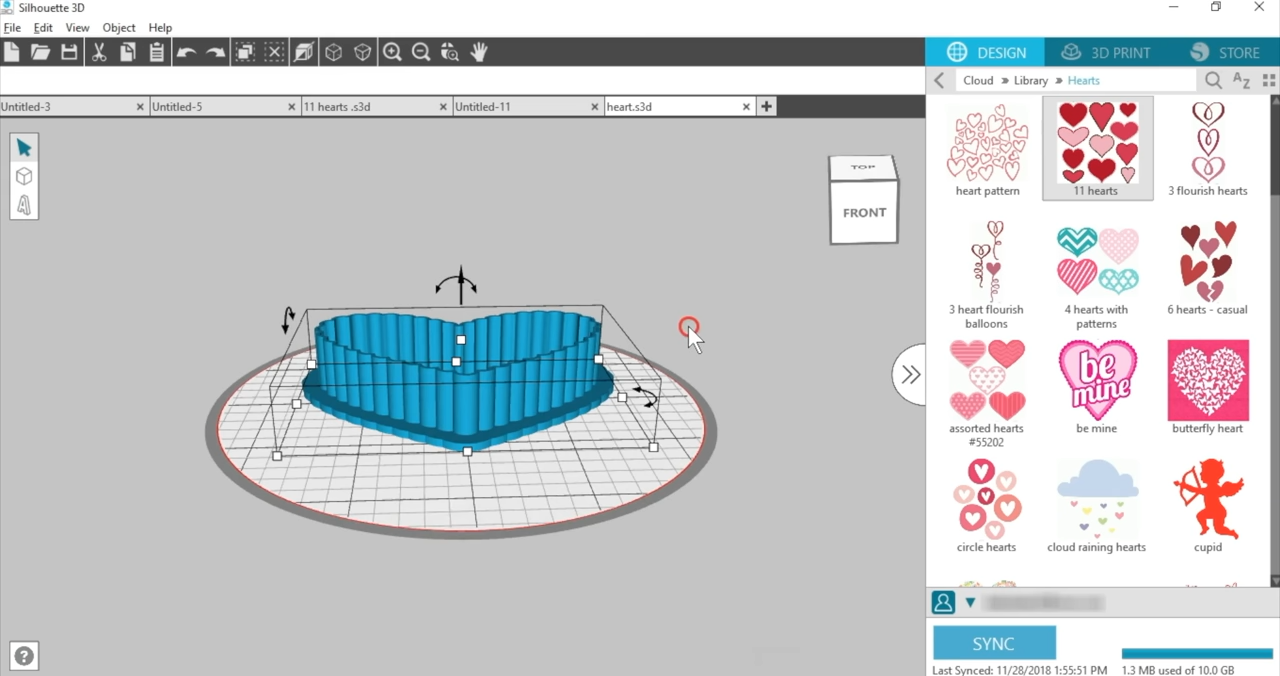 Silhouette 3D
File Edit View Object Help
DESIGN 3D PRINT STORE
Cloud » Library » Hearts
AZ
Untitled-3 × Untitled-5 × 11 hearts .s3d × Untitled-11 × heart.s3d ×
TOP
FRONT
heart pattern
11 hearts
3 flourish hearts
3 heart flourish
balloons
4 hearts with
patterns
6 hearts - casual
be
mine
assorted hearts
#55202
be mine
butterfly heart
circle hearts
cloud raining hearts
cupid
SYNC
Last Synced: 11/28/2018 1:55:51 PM 1.3 MB used of 10.0 GB